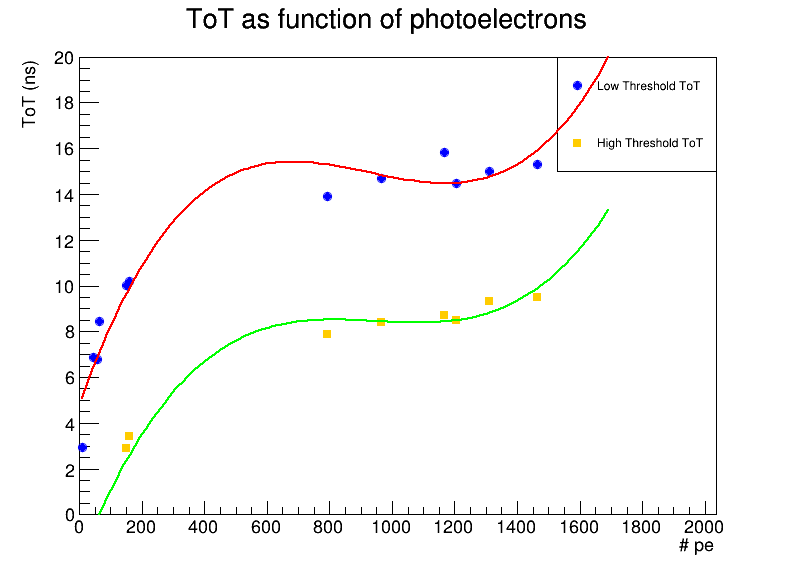 ToT as function of photoelectrons
ToT (ns)
20
18
16
14
12
10
8
6
4
2
0
Low Threshold ToT
High Threshold ToT
0 200 400 600 800 1000 1200 1400 1600 1800 2000
# pe